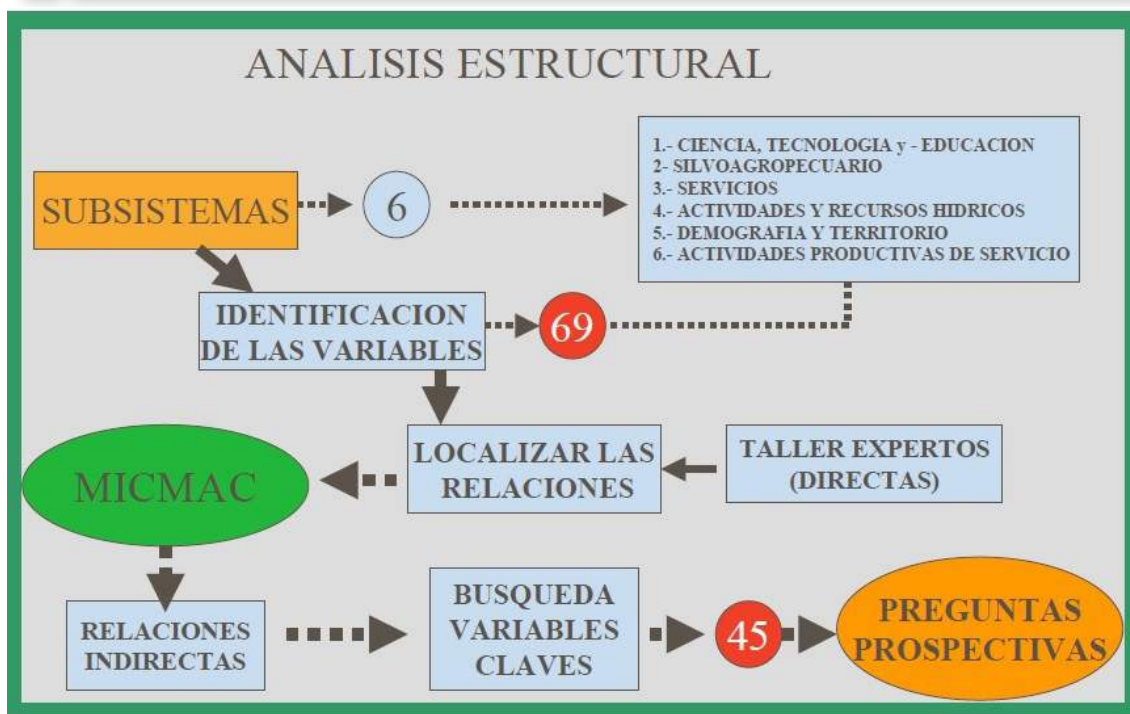 ANALISIS ESTRUCTURAL
SUBSISTEMAS
6
1.- CIENCIA, TECNOLOGIA y - EDUCACION
2- SILVOAGROPECUARIO
3.- SERVICIOS
4.- ACTIVIDADES Y RECURSOS HIDRICOS
5.- DEMOGRAFIA Y TERRITORIO
6.- ACTIVIDADES PRODUCTIVAS DE SERVICIO
IDENTIFICACION
DE LAS VARIABLES
69
LOCALIZAR LAS
RELACIONES
TALLER EXPERTOS
(DIRECTAS)
MICMAC
RELACIONES
INDIRECTAS
BUSQUEDA
VARIABLES
CLAVES
45
PREGUNTAS
PROSPECTIVAS